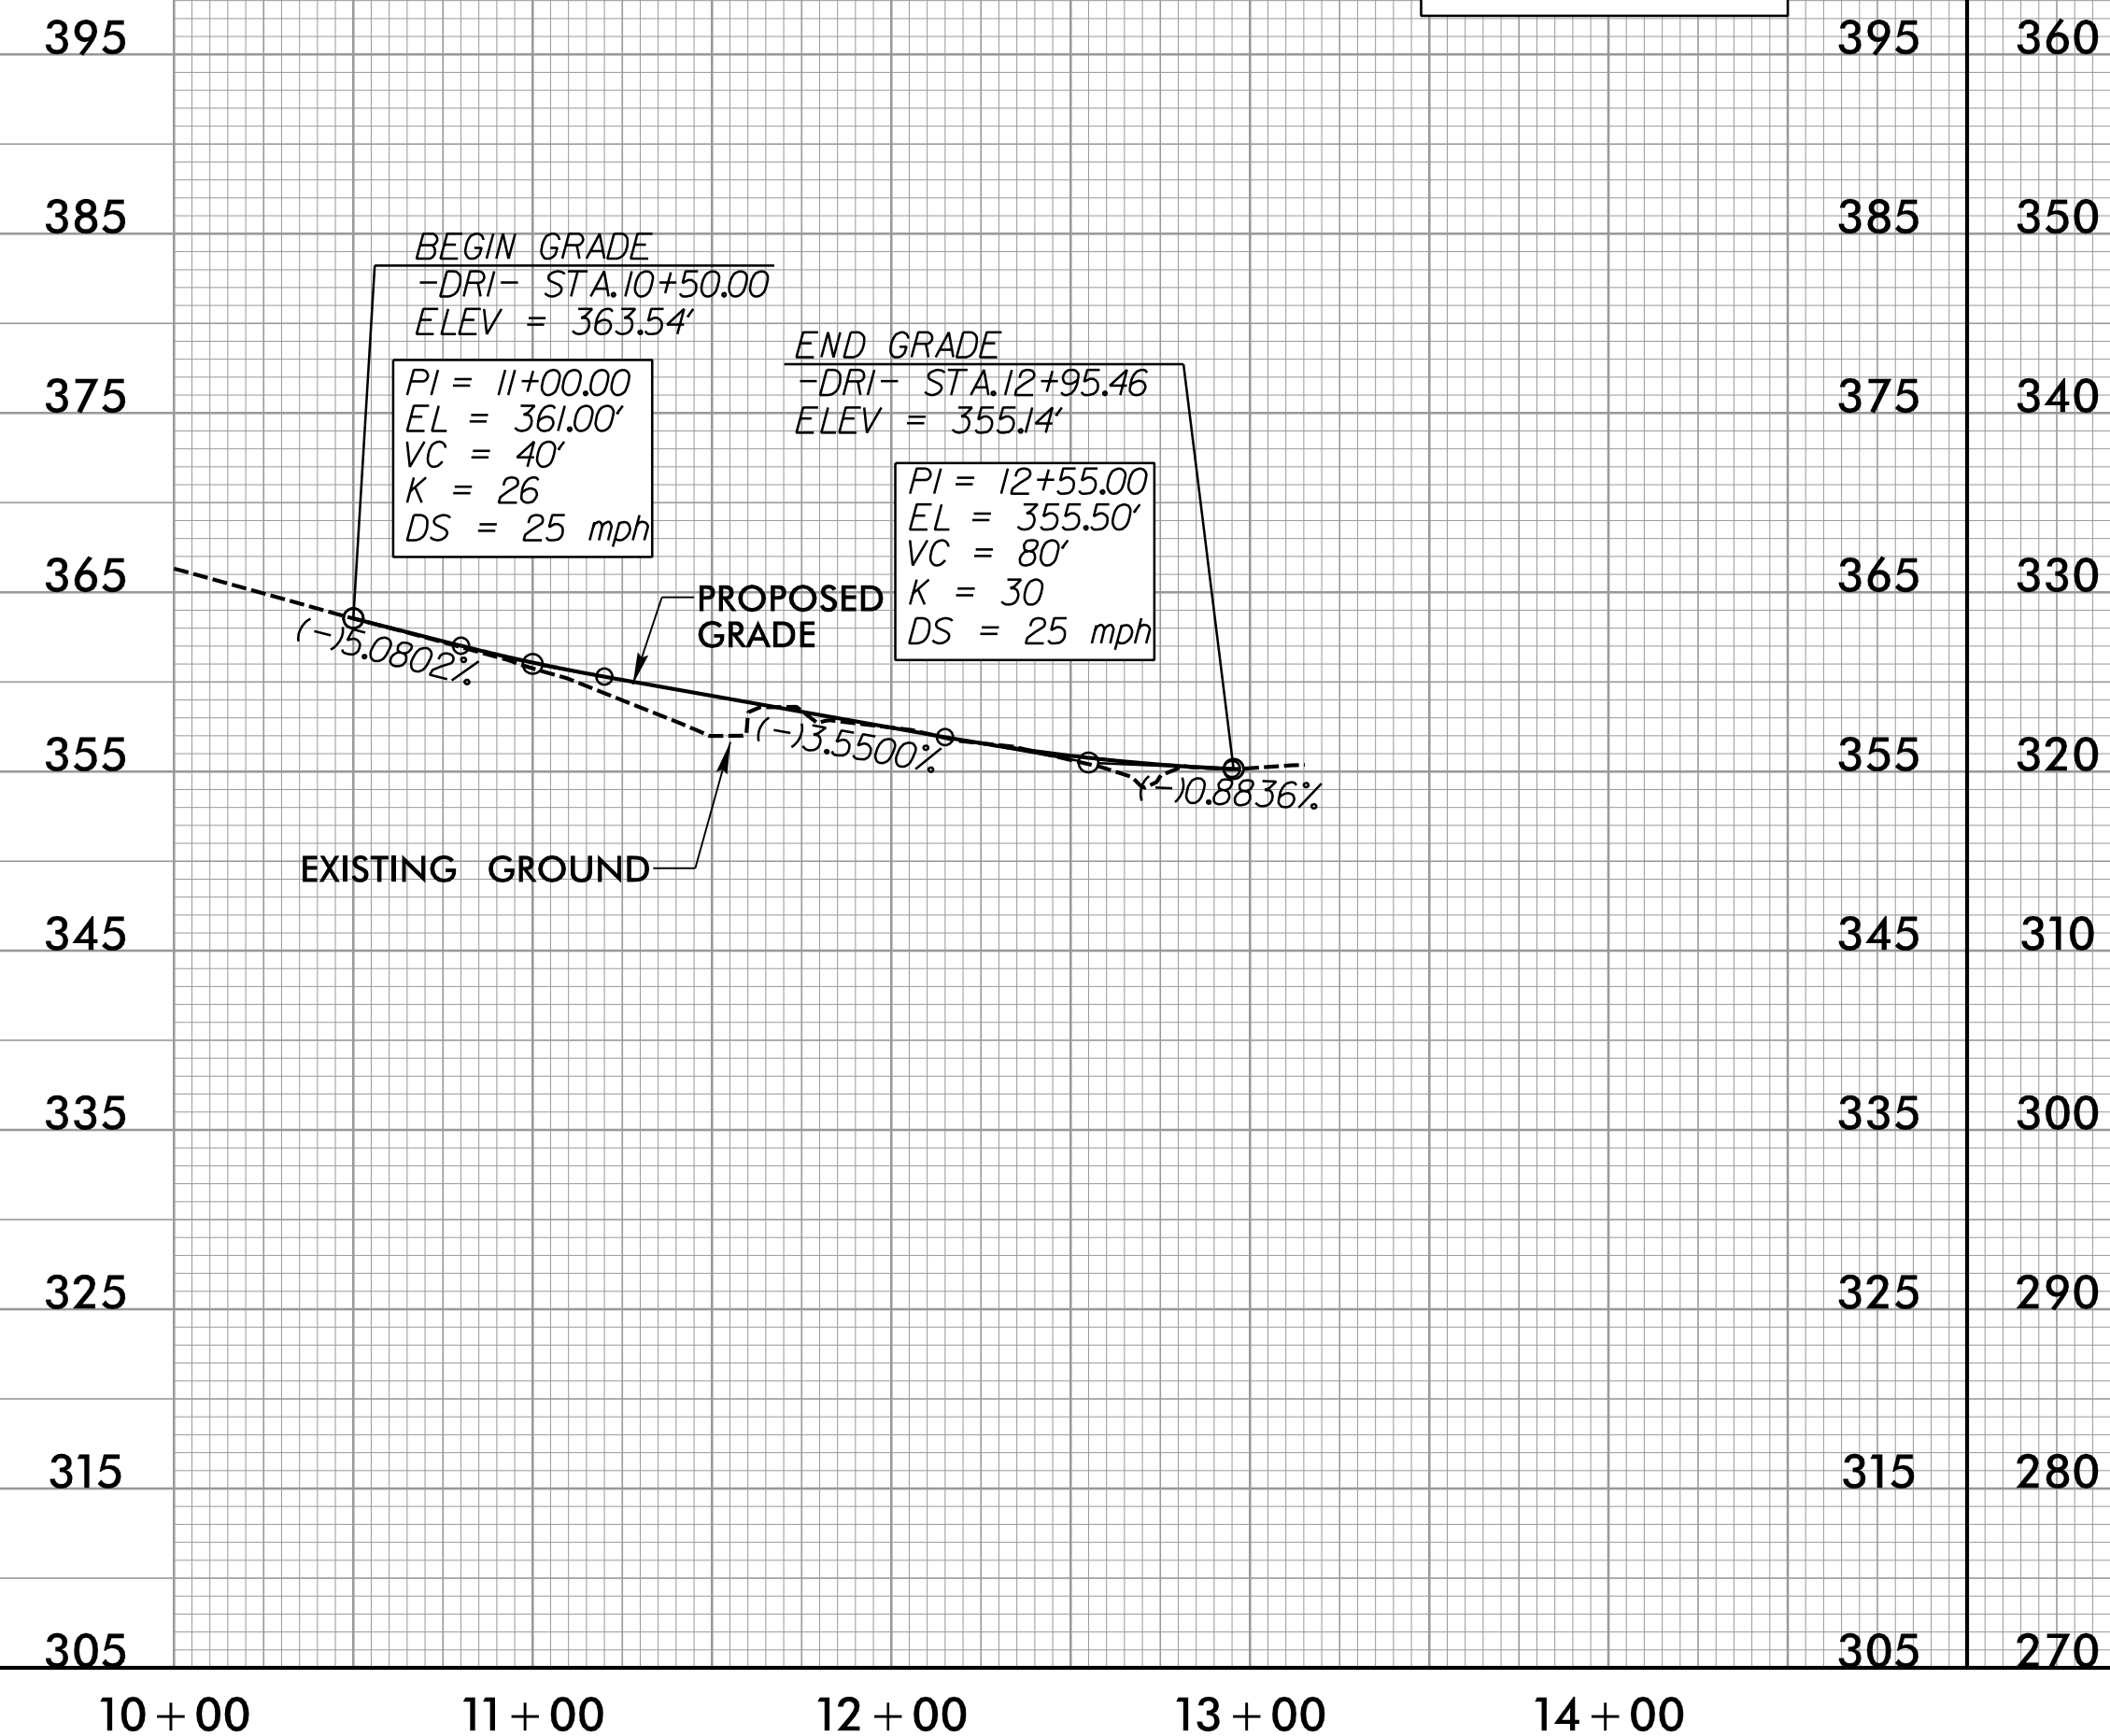 395
385
375
365
355
345
335
325
315
305
BEGIN GRADE
-DRI- STA.10+50.00
ELEV = 363.54'
PI = 11+00.00
EL = 361.00'
VC = 40'
K = 26
DS = 25 mph
END GRADE
-DRI- STA.12+95.46
ELEV = 355.14'
PI = 12+55.00
EL = 355.50'
VC = 80'
K = 30
DS = 25 mph
PROPOSED
GRADE
(-)5.0802%
(-)3.5500%
(-)0.8836%
EXISTING GROUND
395 360
385 350
375 340
365 330
355 320
345 310
335 300
325 290
315 280
305 270
10+00 11+00 12+00 13+00 14+00